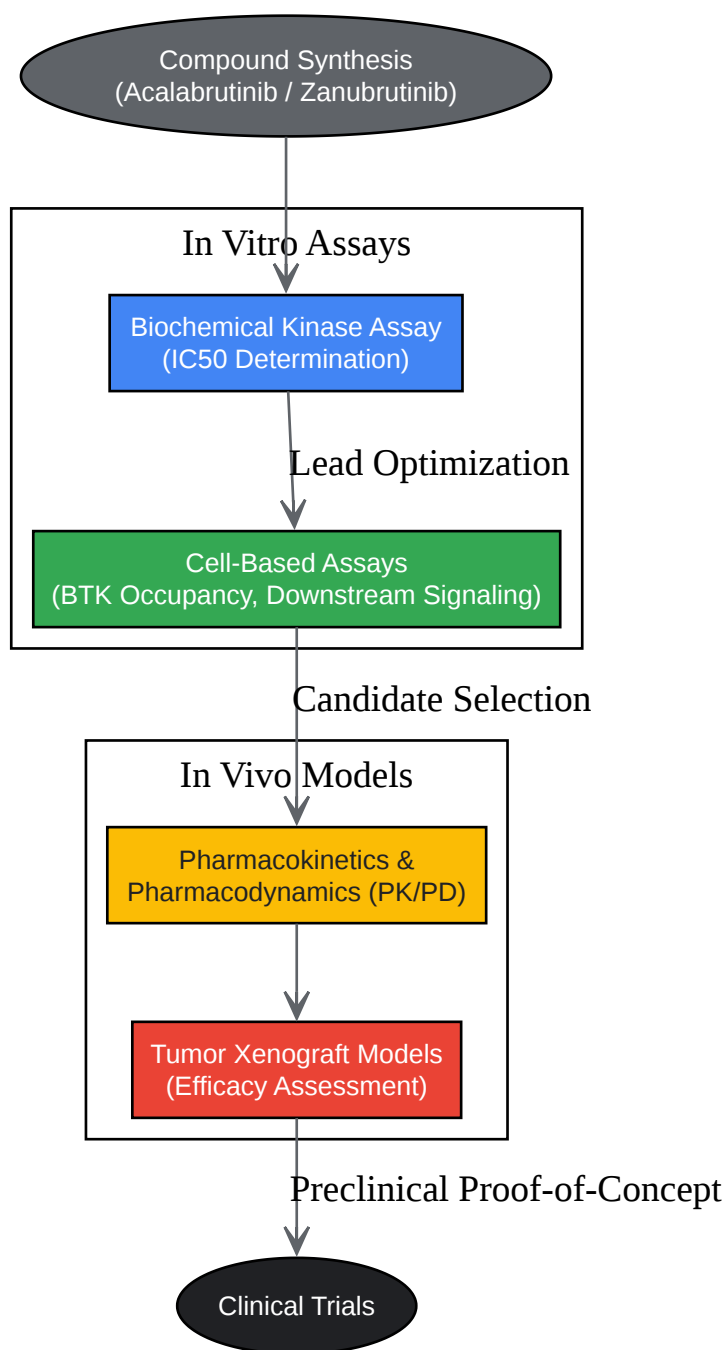 Compound Synthesis
(Acalabrutinib / Zanubrutinib)
In Vitro Assays
Biochemical Kinase Assay
(IC50 Determination)
Lead Optimization
Cell-Based Assays
(BTK Occupancy, Downstream Signaling)
Candidate Selection
In Vivo Models
Pharmacokinetics &
Pharmacodynamics (PK/PD)
Tumor Xenograft Models
(Efficacy Assessment)
Preclinical Proof-of-Concept
Clinical Trials